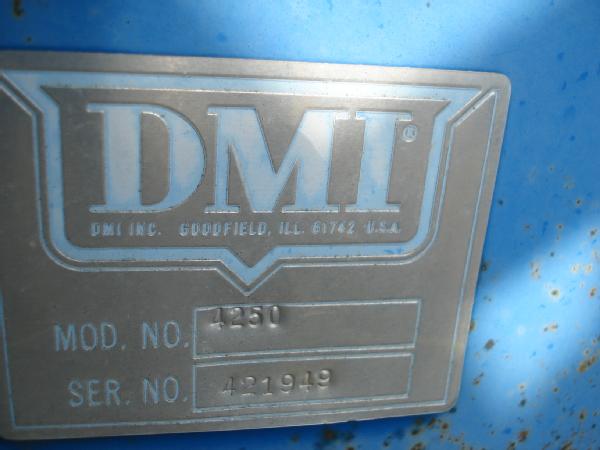 DMI®
DMI INC. GOODFIELD, ILL. 61742 U.S.A.
MOD. NO. 4250
SER. NO. 421949